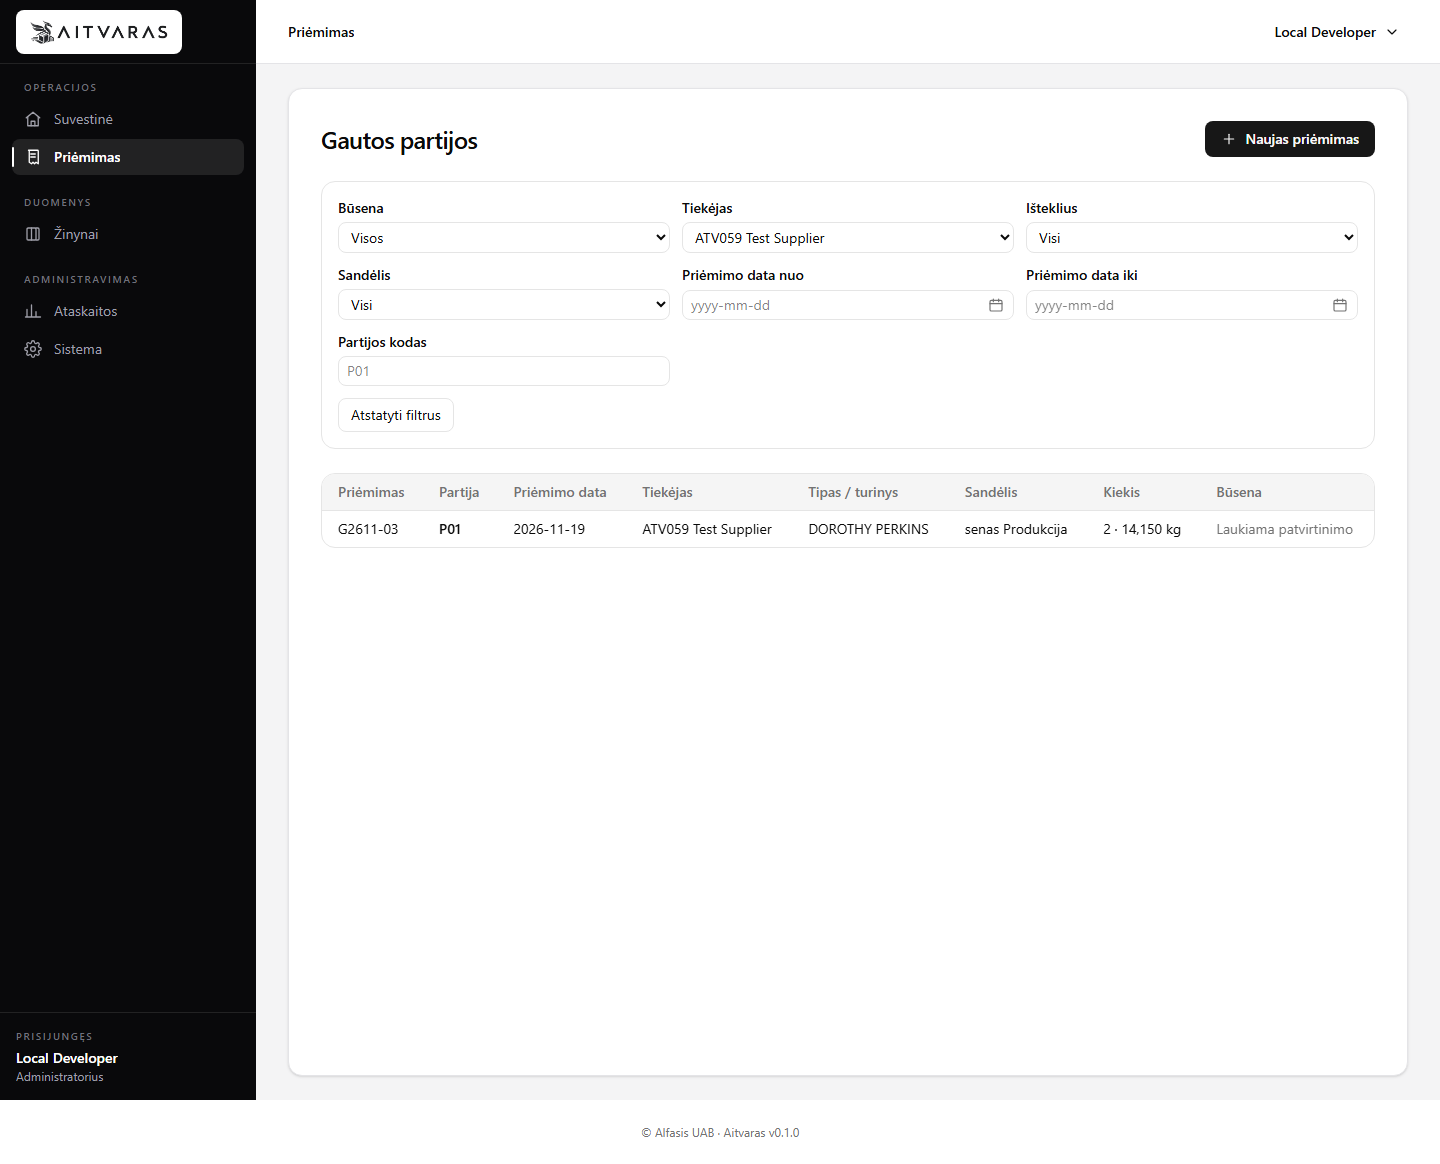 AITVARAS
OPERACIJOS
Suvestinė
Priėmimas
DUOMENYS
Žinynai
ADMINISTRAVIMAS
Ataskaitos
Sistema
PRISIJUNGĘS
Local Developer
Administratorius
Priėmimas
Local Developer
Gautos partijos
Naujas priėmimas
Būsena Tiekėjas Išteklius
Visos ATV059 Test Supplier Visi
Sandėlis Priėmimo data nuo Priėmimo data iki
Visi yyyy-mm-dd yyyy-mm-dd
Partijos kodas
P01
Atstatyti filtrus
Priėmimas Partija Priėmimo data Tiekėjas Tipas / turinys Sandėlis Kiekis Būsena
G2611-03 P01 2026-11-19 ATV059 Test Supplier DOROTHY PERKINS senas Produkcija 2 · 14,150 kg Laukiama patvirtinimo
© Alfasis UAB · Aitvaras v0.1.0